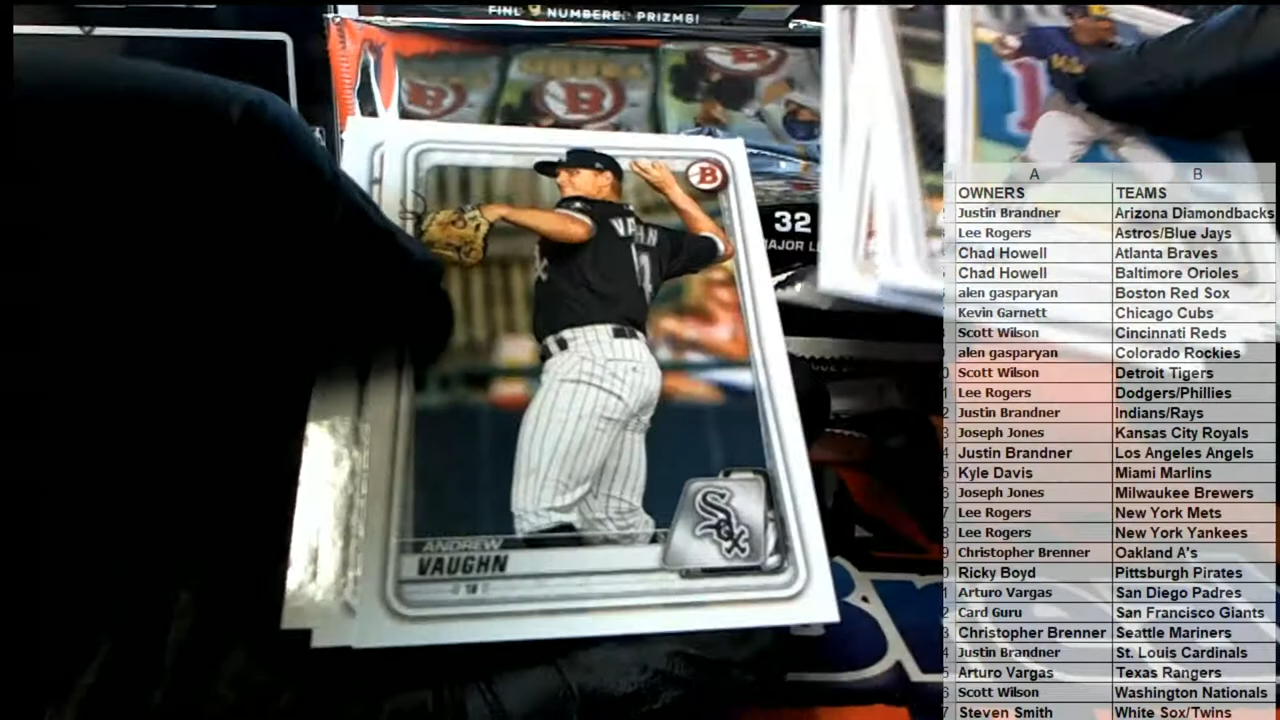 FIND 9 NUMBERED PRIZMS!
B
B
B
B
32
MAJOR L
VAUGHN
Sox
ANDREW
VAUGHN
1B
A B
OWNERS TEAMS
Justin Brandner Arizona Diamondbacks
Lee Rogers Astros/Blue Jays
Chad Howell Atlanta Braves
Chad Howell Baltimore Orioles
alen gasparyan Boston Red Sox
Kevin Garnett Chicago Cubs
Scott Wilson Cincinnati Reds
alen gasparyan Colorado Rockies
Scott Wilson Detroit Tigers
Lee Rogers Dodgers/Phillies
Justin Brandner Indians/Rays
Joseph Jones Kansas City Royals
Justin Brandner Los Angeles Angels
Kyle Davis Miami Marlins
Joseph Jones Milwaukee Brewers
Lee Rogers New York Mets
Lee Rogers New York Yankees
Christopher Brenner Oakland A's
Ricky Boyd Pittsburgh Pirates
Arturo Vargas San Diego Padres
Card Guru San Francisco Giants
Christopher Brenner Seattle Mariners
Justin Brandner St. Louis Cardinals
Arturo Vargas Texas Rangers
Scott Wilson Washington Nationals
Steven Smith White Sox/Twins